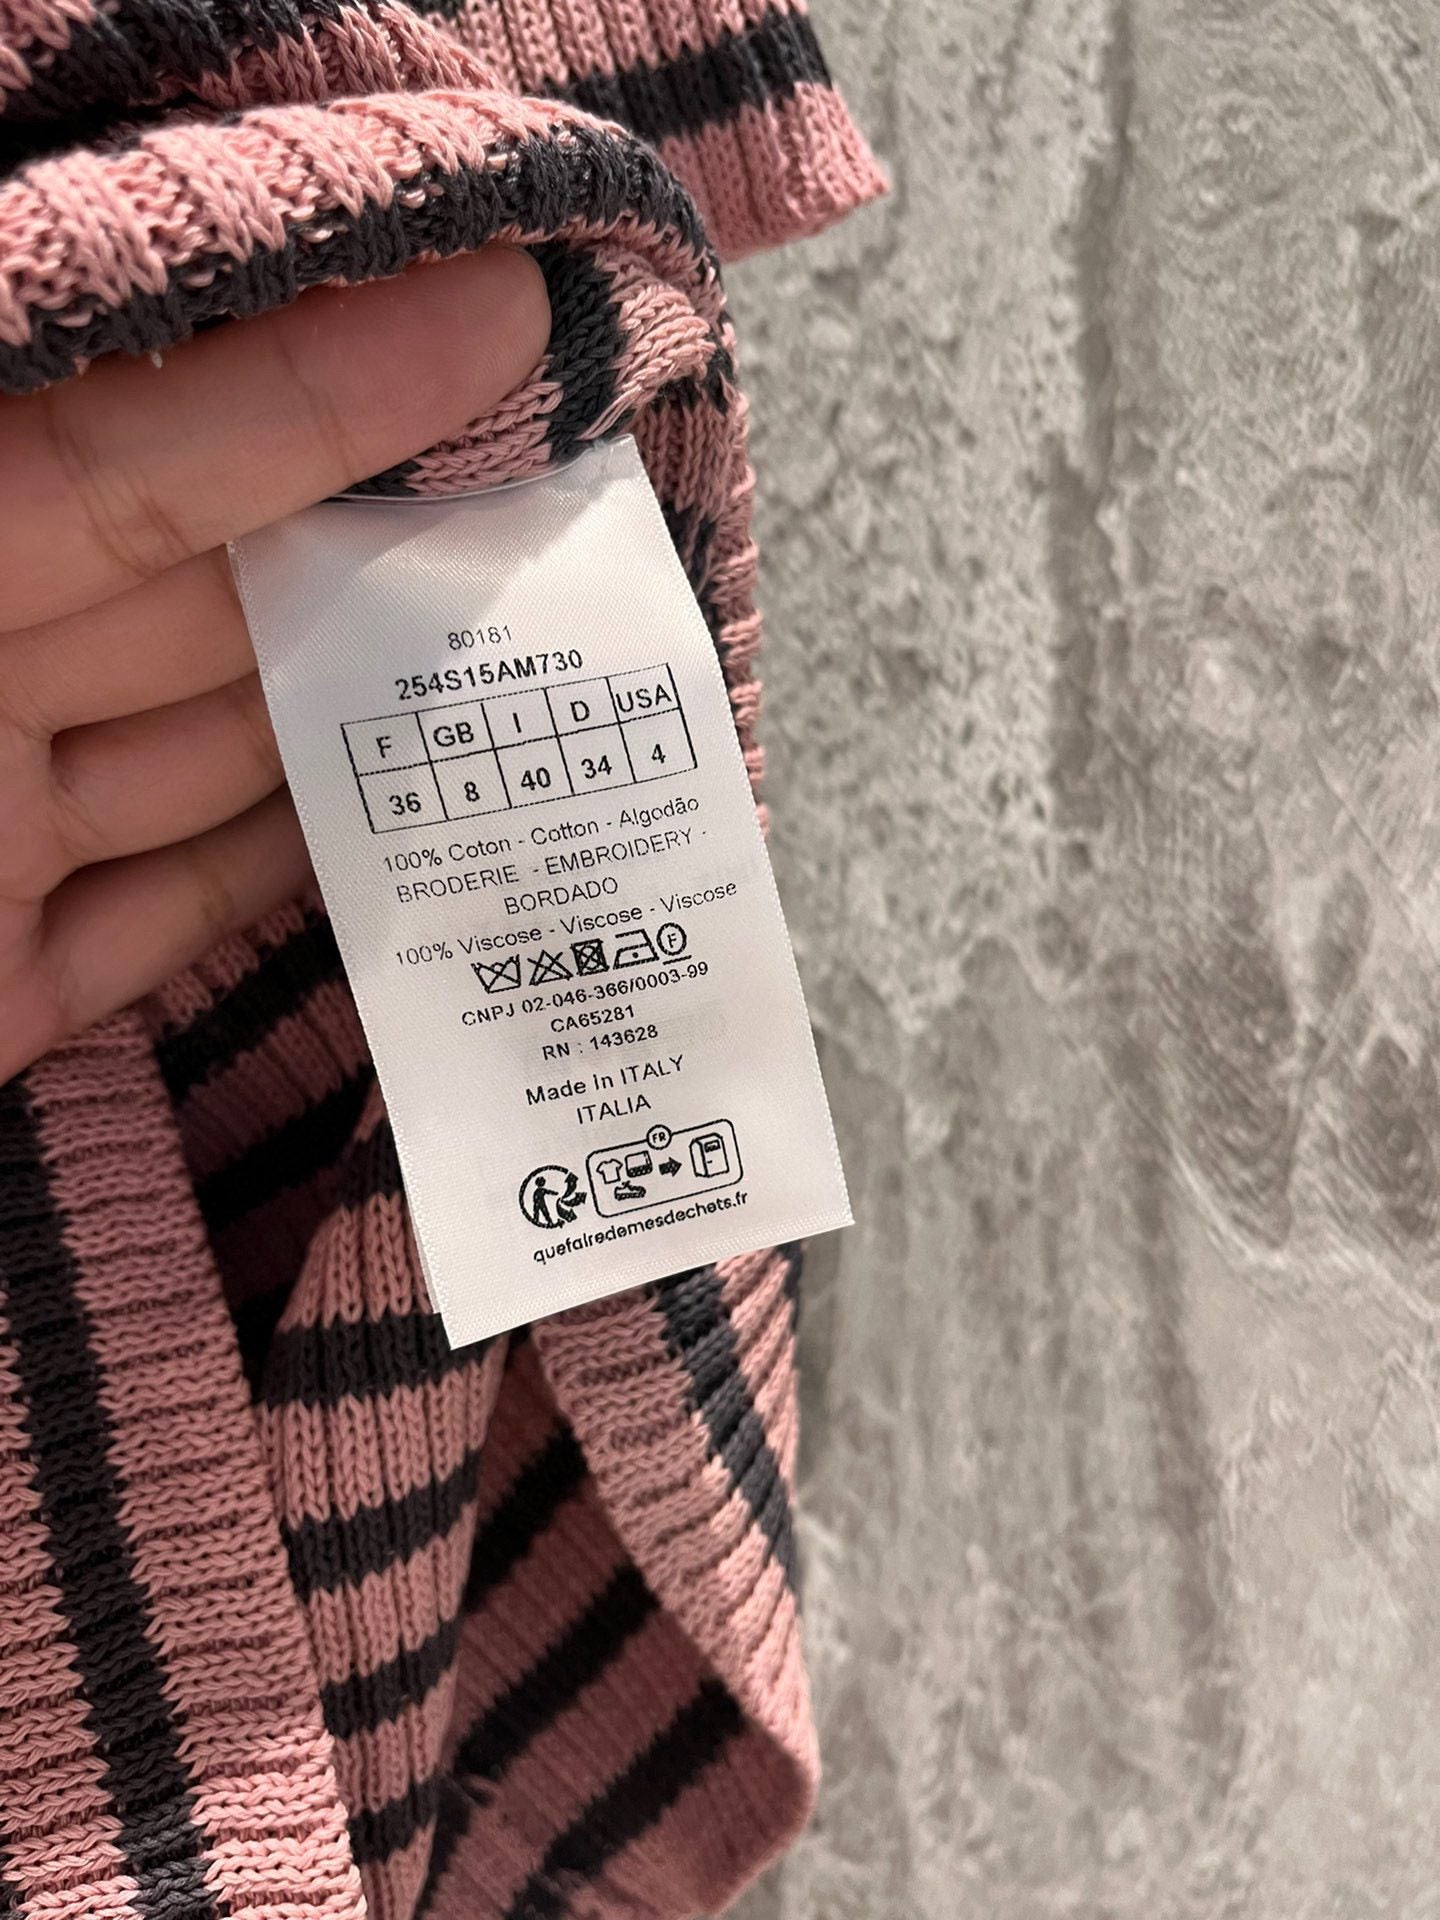 80181
254S15AM730
F GB I D USA
36 8 40 34 4
100% Coton - Cotton - Algodão
BRODERIE - EMBROIDERY -
BORDADO
100% Viscose - Viscose - Viscose
F
CNPJ 02-046-366/0003-99
CA65281
RN : 143628
Made in ITALY
ITALIA
FR
quefairedemesdechets.fr